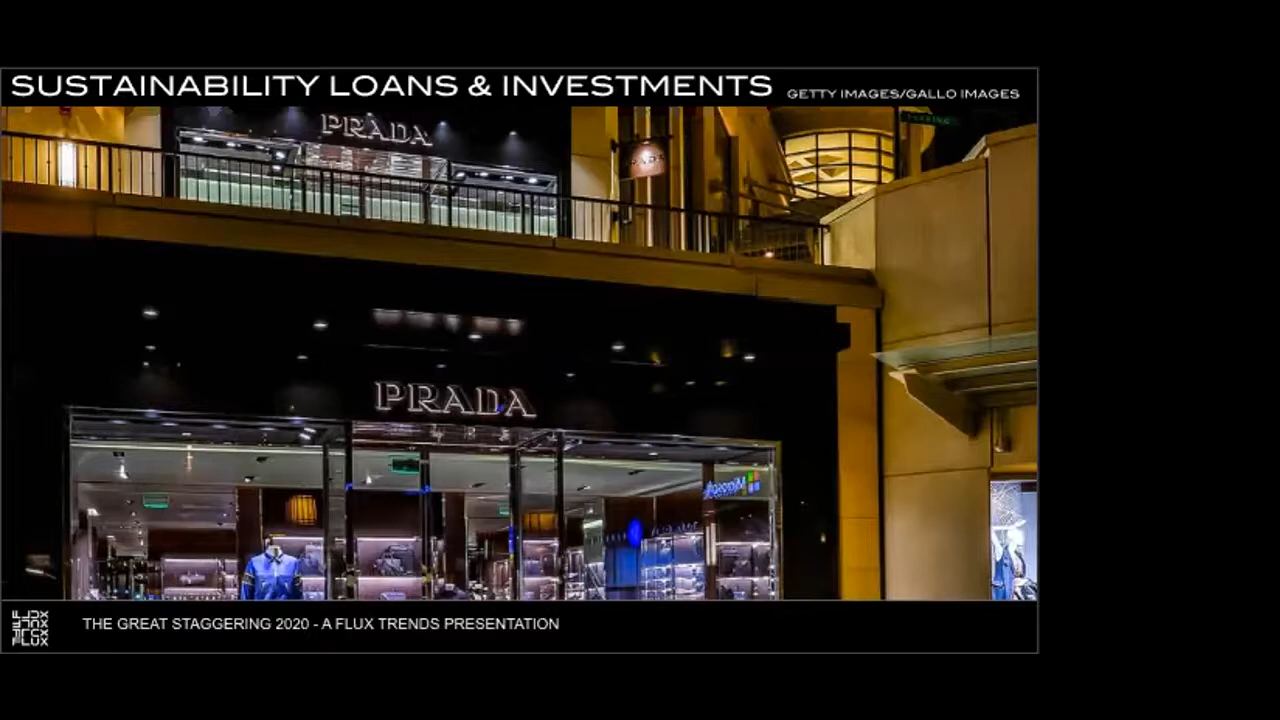 SUSTAINABILITY LOANS & INVESTMENTS GETTY IMAGES/GALLO IMAGES
PRADA
PRADA
THE GREAT STAGGERING 2020 - A FLUX TRENDS PRESENTATION